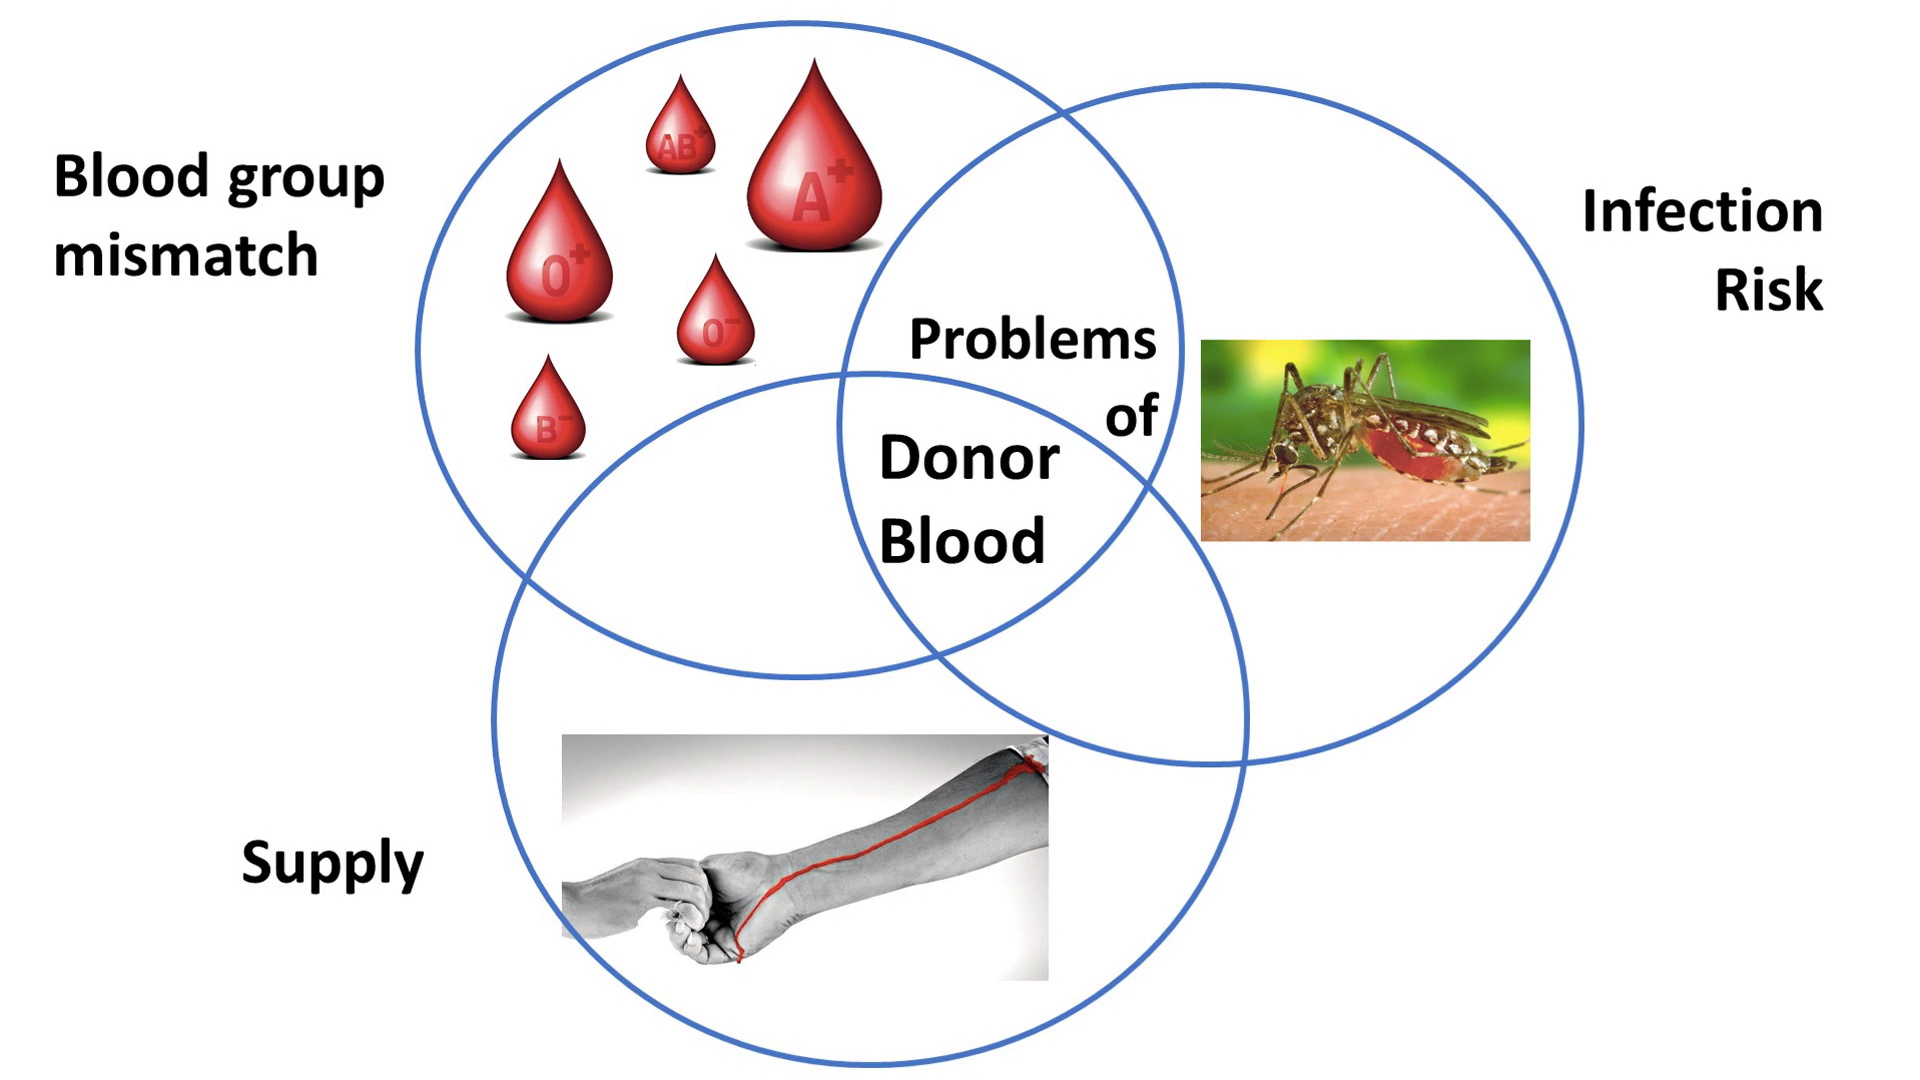 Blood group
mismatch
AB+
A+
O+
O−
B−
Infection
Risk
Problems
of
Donor
Blood
Supply